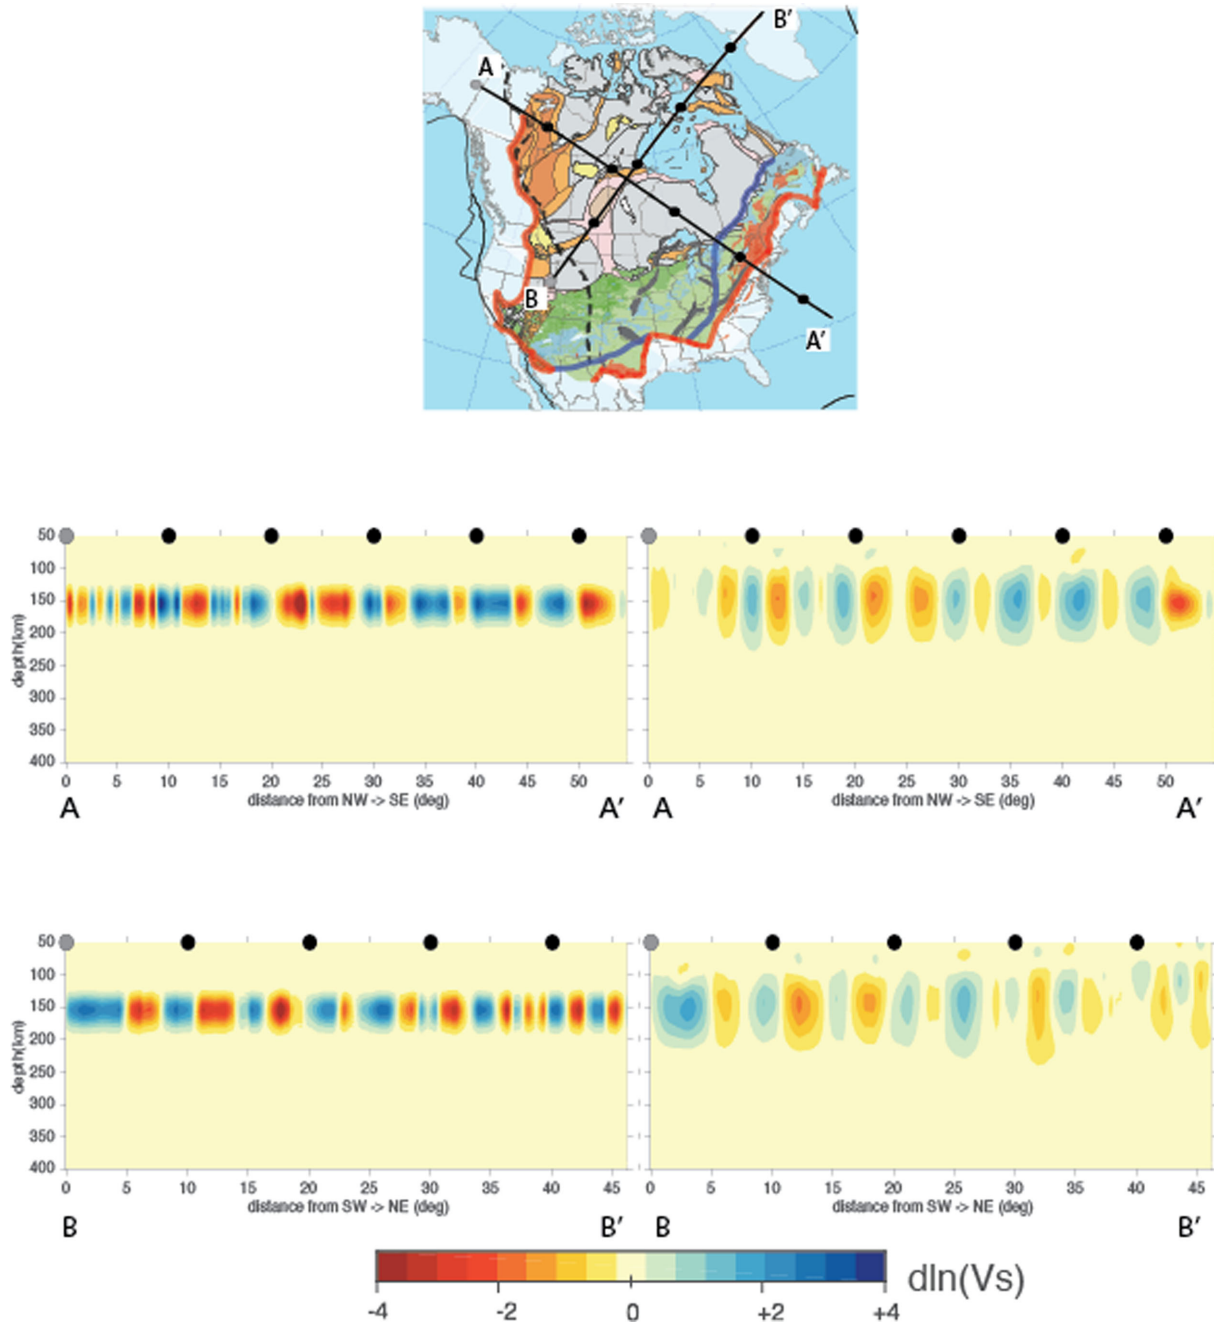 B'
A
B
A'
50
100
150
200
250
300
350
400
depth(km)
0 5 10 15 20 25 30 35 40 45 50
distance from NW -> SE (deg)
A A'
0 5 10 15 20 25 30 35 40 45 50
distance from NW -> SE (deg)
A A'
50
100
150
200
250
300
350
400
depth(km)
0 5 10 15 20 25 30 35 40 45
distance from SW -> NE (deg)
B B'
0 5 10 15 20 25 30 35 40 45
distance from SW -> NE (deg)
B B'
dln(Vs)
-4 -2 0 +2 +4